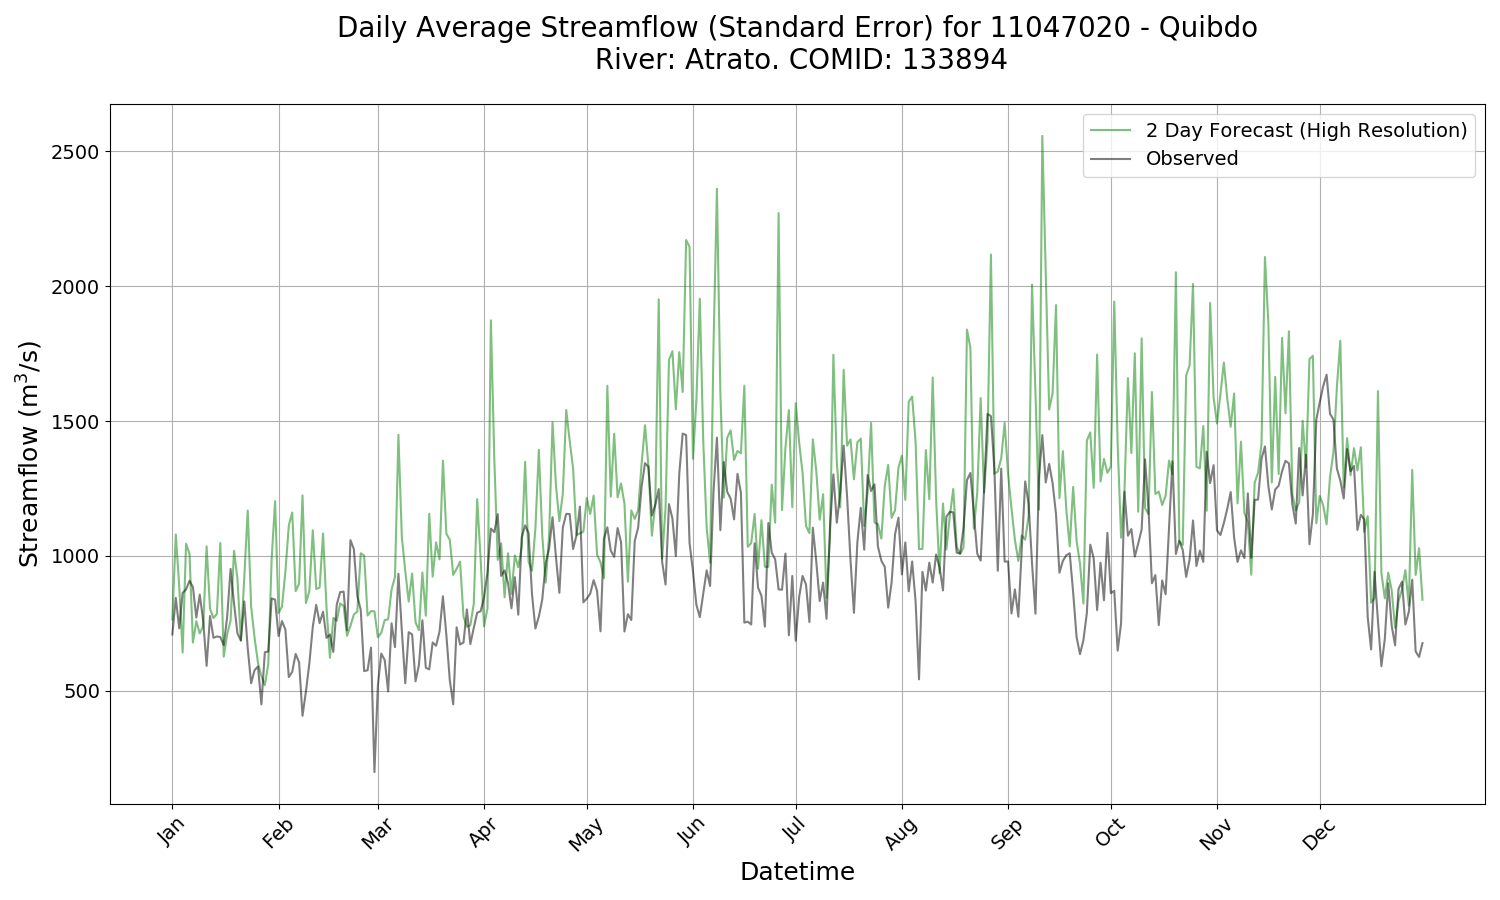 Daily Average Streamflow (Standard Error) for 11047020 - Quibdo
River: Atrato. COMID: 133894
2 Day Forecast (High Resolution)
Observed
Streamflow (m³/s)
2500
2000
1500
1000
500
Jan
Feb
Mar
Apr
May
Jun
Jul
Aug
Sep
Oct
Nov
Dec
Datetime